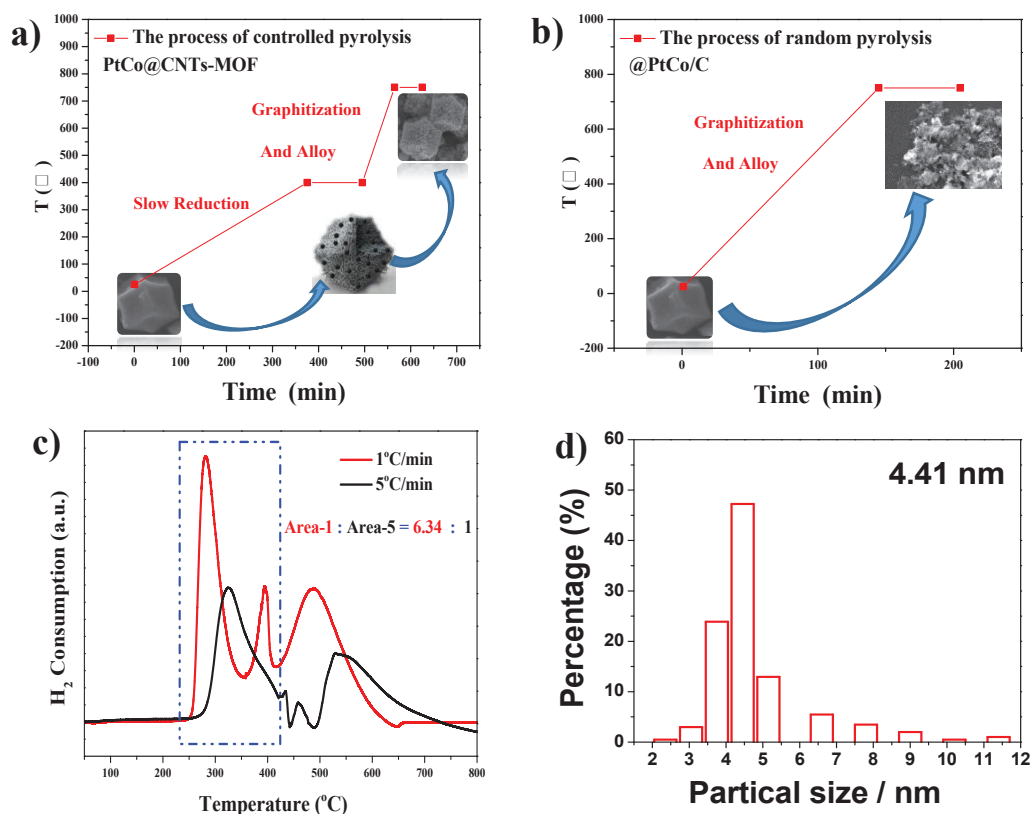 a)
The process of controlled pyrolysis
PtCo@CNTs-MOF
Graphitization
And Alloy
Slow Reduction
T (□)
1000
900
800
700
600
500
400
300
200
100
0
-100
-200
-100 0 100 200 300 400 500 600 700
Time (min)
b)
The process of random pyrolysis
@PtCo/C
Graphitization
And Alloy
T (□)
1000
800
600
400
200
0
-200
0 100 200
Time (min)
c)
1°C/min
5°C/min
Area-1 : Area-5 = 6.34 : 1
H₂ Consumption (a.u.)
100 200 300 400 500 600 700 800
Temperature (°C)
d)
4.41 nm
Percentage (%)
60
50
40
30
20
10
0
2 3 4 5 6 7 8 9 10 11 12
Partical size / nm